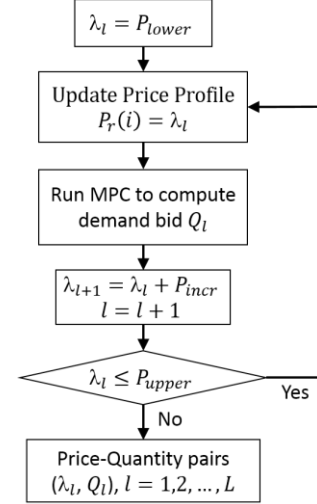 λ_l = P_lower
Update Price Profile
P_r(i) = λ_l
Run MPC to compute
demand bid Q_l
λ_{l+1} = λ_l + P_incr
l = l + 1
λ_l ≤ P_upper
Yes
No
Price-Quantity pairs
(λ_l, Q_l), l = 1,2, ..., L